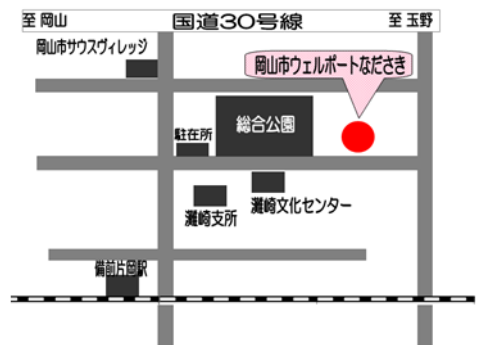 至 岡山
国道30号線
至 玉野
岡山市サウスヴィレッジ
岡山市ウェルポートなださき
総合公園
駐在所
灘崎文化センター
灘崎支所
備前片岡駅